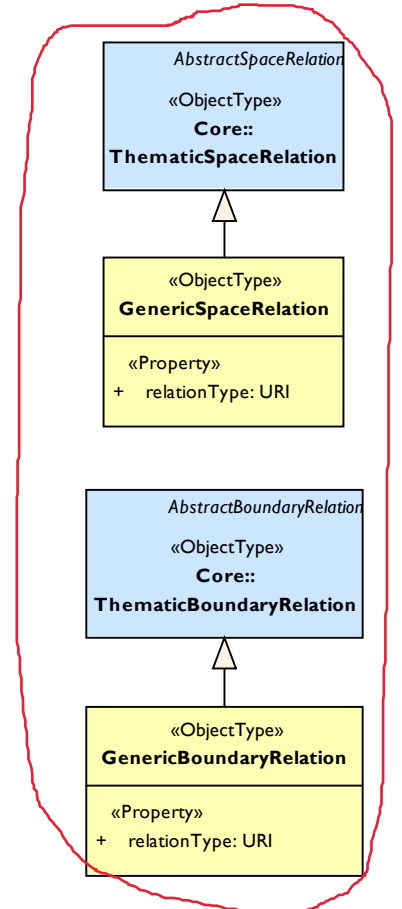 AbstractSpaceRelation
«ObjectType»
Core::
ThematicSpaceRelation
«ObjectType»
GenericSpaceRelation
«Property»
+ relationType: URI
AbstractBoundaryRelation
«ObjectType»
Core::
ThematicBoundaryRelation
«ObjectType»
GenericBoundaryRelation
«Property»
+ relationType: URI